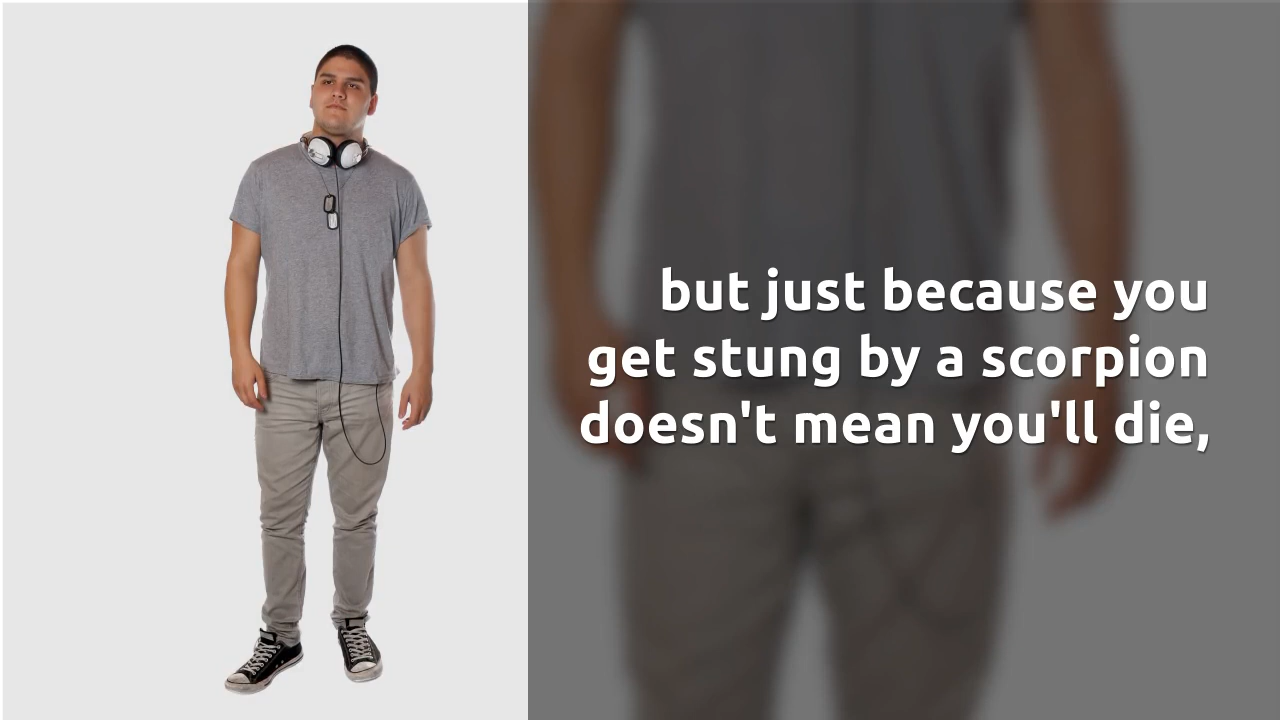 but just because you
get stung by a scorpion
doesn't mean you'll die,